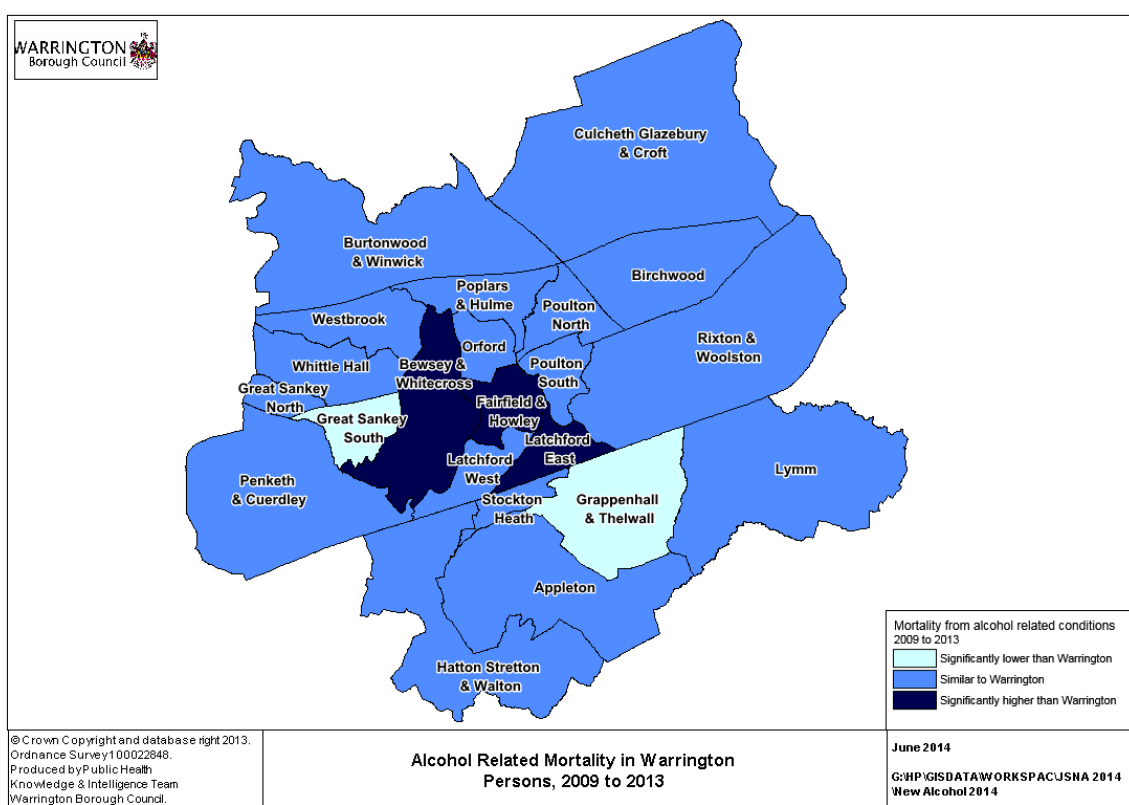 WARRINGTON
Borough Council
Culcheth Glazebury
& Croft
Burtonwood
& Winwick
Birchwood
Poplars
& Hulme
Poulton
North
Westbrook
Rixton &
Woolston
Orford
Whittle Hall
Bewsey &
Whitecross
Poulton
South
Great Sankey
North
Fairfield &
Howley
Great Sankey
South
Latchford
East
Latchford
West
Lymm
Penketh
& Cuerdley
Stockton
Heath
Grappenhall
& Thelwall
Appleton
Hatton Stretton
& Walton
Mortality from alcohol related conditions
2009 to 2013
Significantly lower than Warrington
Similar to Warrington
Significantly higher than Warrington
© Crown Copyright and database right 2013.
Ordnance Survey100022848.
Produced by Public Health
Knowledge & Intelligence Team
Warrington Borough Council.
Alcohol Related Mortality in Warrington
Persons, 2009 to 2013
June 2014
G:\HP\GISDATA\WORKSPAC\JSNA 2014
\New Alcohol 2014